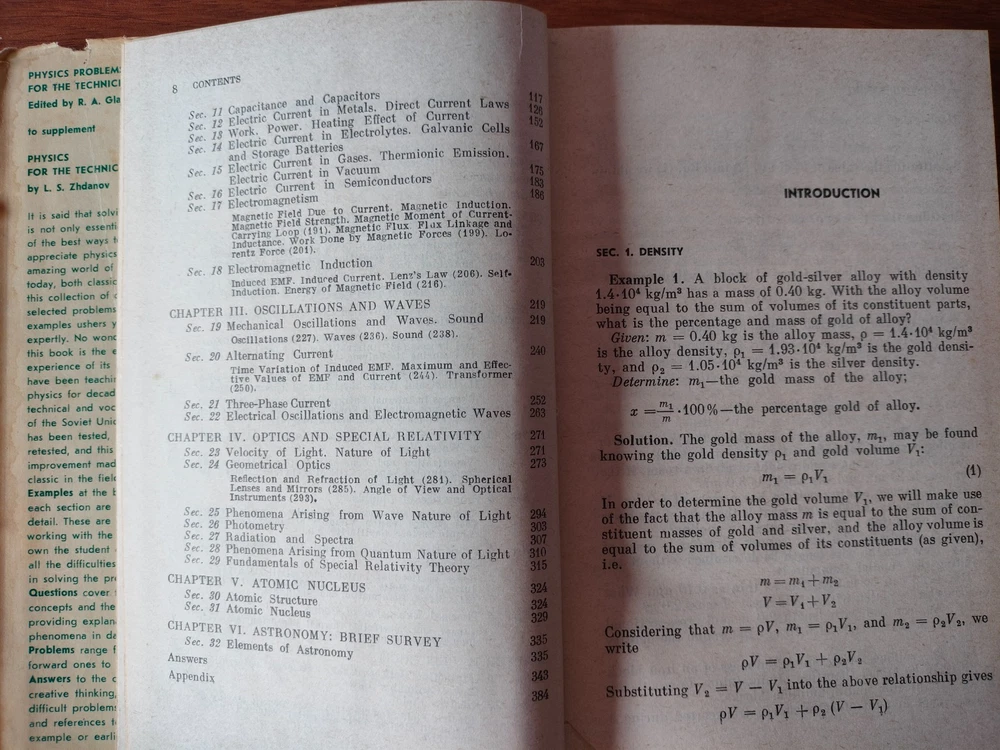 PHYSICS PROBLEM
FOR THE TECHNIC
Edited by R. A. Gla
to supplement
PHYSICS
FOR THE TECHNIC
by L. S. Zhdanov
It is said that solvi
is not only essenti
of the best ways t
appreciate physics
amazing world of
today, both classic
this collection of
selected problems
examples ushers y
expertly. No wonc
this book is the e
experience of its
have been teachi
physics for decad
technical and voc
of the Soviet Unic
has been tested,
retested, and this
improvement mad
classic in the field
Examples at the b
each section are
detail. These are
working with the
own the student
all the difficulties
in solving the pr
Questions cover
concepts and the
providing explan
phenomena in da
Problems range f
forward ones to
Answers to the c
creative thinking,
difficult problem
and references t
example or earli
8 CONTENTS
Sec. 11 Capacitance and Capacitors 117
Sec. 12 Electric Current in Metals. Direct Current Laws 126
Sec. 13 Work. Power. Heating Effect of Current 152
Sec. 14 Electric Current in Electrolytes. Galvanic Cells
and Storage Batteries 167
Sec. 15 Electric Current in Gases. Thermionic Emission.
Electric Current in Vacuum 175
Sec. 16 Electric Current in Semiconductors 183
Sec. 17 Electromagnetism 186
Magnetic Field Due to Current. Magnetic Induction.
Magnetic Field Strength. Magnetic Moment of Current-
Carrying Loop (191). Magnetic Flux Flux Linkage and
Inductance. Work Done by Magnetic Forces (199). Lo-
rentz Force (201).
Sec. 18 Electromagnetic Induction 203
Induced EMF. Induced Current. Lenz's Law (206). Self-
Induction. Energy of Magnetic Field (216).
CHAPTER III. OSCILLATIONS AND WAVES 219
Sec. 19 Mechanical Oscillations and Waves. Sound 219
Oscillations (227). Waves (236). Sound (238).
Sec. 20 Alternating Current 240
Time Variation of Induced EMF. Maximum and Effec-
tive Values of EMF and Current (244). Transformer
(250).
Sec. 21 Three-Phase Current 252
Sec. 22 Electrical Oscillations and Electromagnetic Waves 263
CHAPTER IV. OPTICS AND SPECIAL RELATIVITY 271
Sec. 23 Velocity of Light. Nature of Light 271
Sec. 24 Geometrical Optics 273
Reflection and Refraction of Light (281). Spherical
Lenses and Mirrors (285). Angle of View and Optical
Instruments (293).
Sec. 25 Phenomena Arising from Wave Nature of Light 294
Sec. 26 Photometry 303
Sec. 27 Radiation and Spectra 307
Sec. 28 Phenomena Arising from Quantum Nature of Light 310
Sec. 29 Fundamentals of Special Relativity Theory 315
CHAPTER V. ATOMIC NUCLEUS 324
Sec. 30 Atomic Structure 324
Sec. 31 Atomic Nucleus 329
CHAPTER VI. ASTRONOMY: BRIEF SURVEY 335
Sec. 32 Elements of Astronomy 335
Answers 343
Appendix 384
INTRODUCTION
SEC. 1. DENSITY
Example 1. A block of gold-silver alloy with density
1.4·10⁴ kg/m³ has a mass of 0.40 kg. With the alloy volume
being equal to the sum of volumes of its constituent parts,
what is the percentage and mass of gold of alloy?
Given: m = 0.40 kg is the alloy mass, ρ = 1.4·10⁴ kg/m³
is the alloy density, ρ₁ = 1.93·10⁴ kg/m³ is the gold densi-
ty, and ρ₂ = 1.05·10⁴ kg/m³ is the silver density.
Determine: m₁—the gold mass of the alloy;
x = m₁/m ·100%—the percentage gold of alloy.
Solution. The gold mass of the alloy, m₁, may be found
knowing the gold density ρ₁ and gold volume V₁:
m₁ = ρ₁V₁ (1)
In order to determine the gold volume V₁, we will make use
of the fact that the alloy mass m is equal to the sum of con-
stituent masses of gold and silver, and the alloy volume is
equal to the sum of volumes of its constituents (as given),
i.e.
m = m₁ + m₂
V = V₁ + V₂
Considering that m = ρV, m₁ = ρ₁V₁, and m₂ = ρ₂V₂, we
write
ρV = ρ₁V₁ + ρ₂V₂
Substituting V₂ = V — V₁ into the above relationship gives
ρV = ρ₁V₁ + ρ₂ (V — V₁)